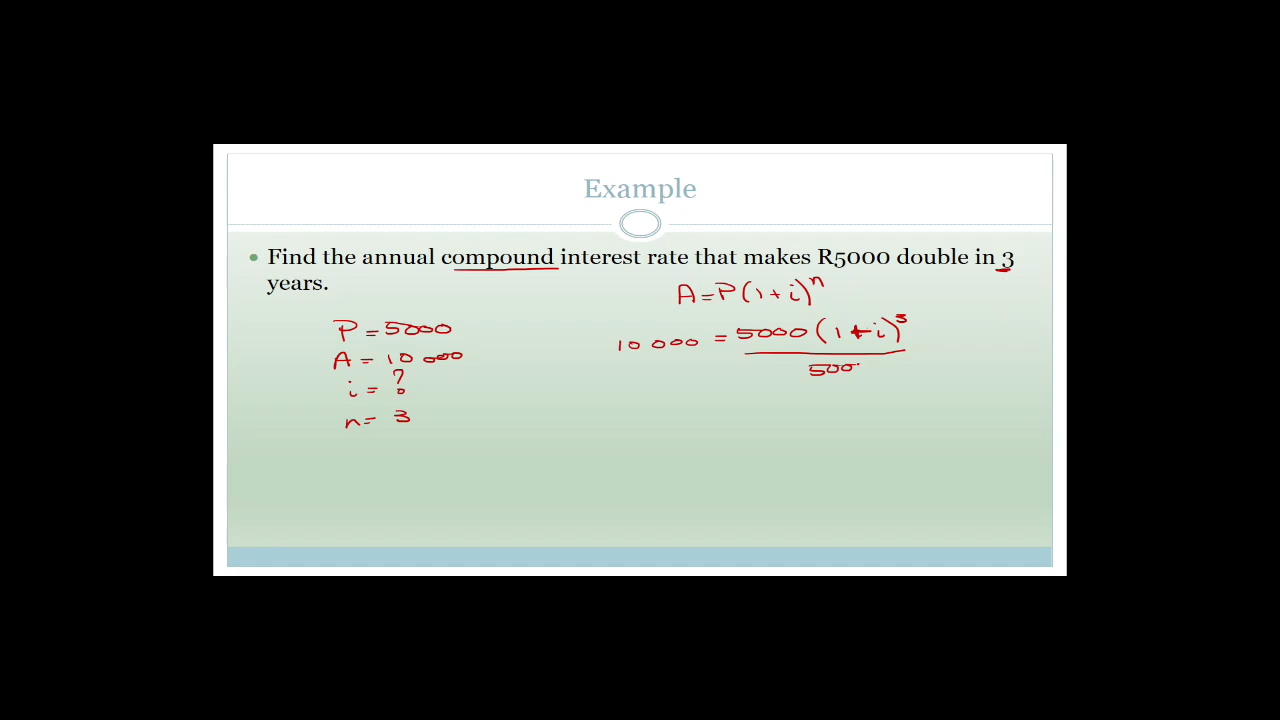 Example
• Find the annual compound interest rate that makes R5000 double in 3
years.
A = P(1 + i)^n
P = 5000
10 000 = 5000 (1 + i)^3
A = 10 000
500
i = ?
n = 3